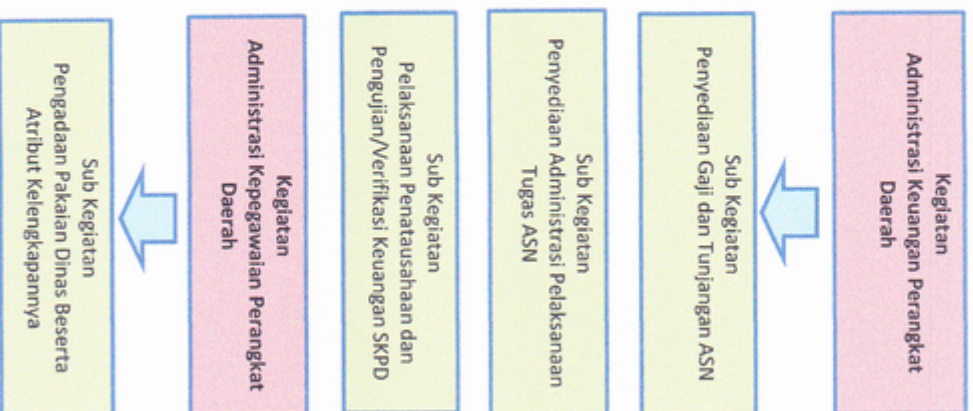 Kegiatan
Administrasi Keuangan Perangkat
Daerah
Sub Kegiatan
Penyediaan Gaji dan Tunjangan ASN
Sub Kegiatan
Penyediaan Administrasi Pelaksanaan
Tugas ASN
Sub Kegiatan
Pelaksanaan Penatausahaan dan
Pengujian/Verifikasi Keuangan SKPD
Kegiatan
Administrasi Kepegawaian Perangkat
Daerah
Sub Kegiatan
Pengadaan Pakaian Dinas Beserta
Atribut Kelengkapannya